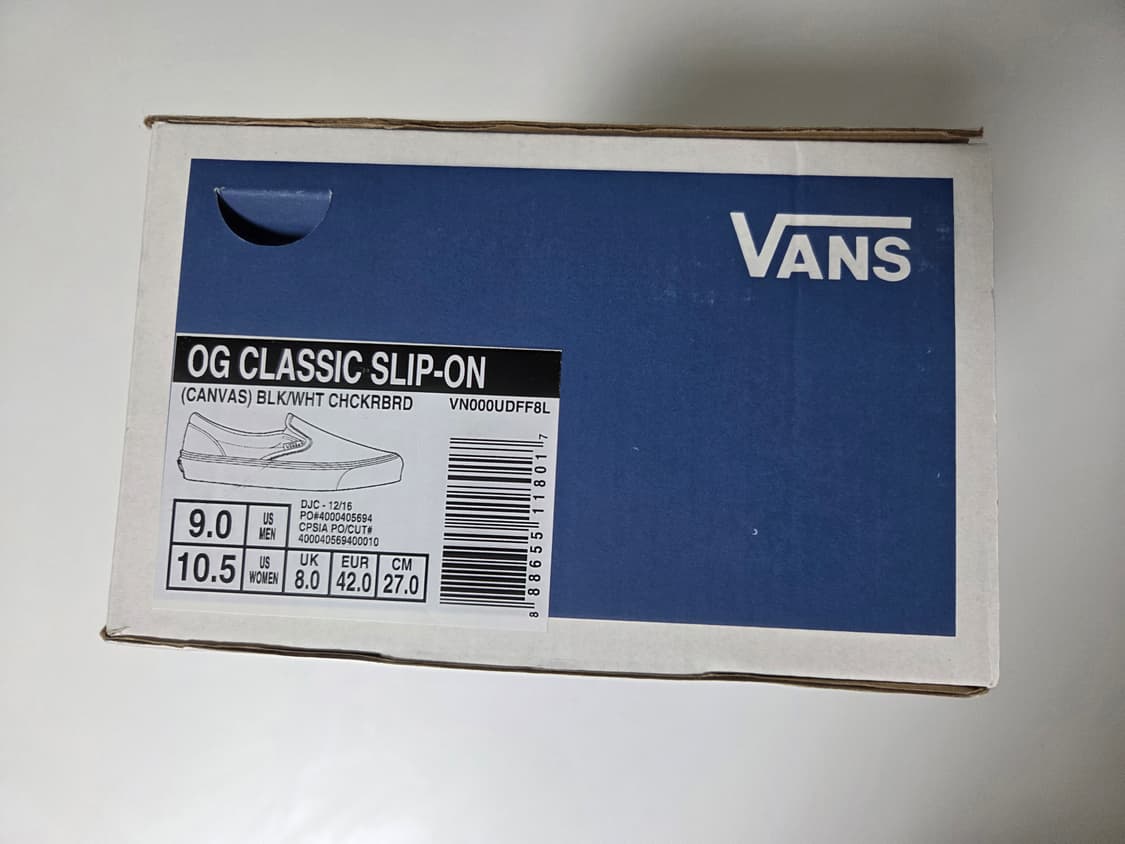 VANS
OG CLASSIC SLIP-ON
(CANVAS) BLK/WHT CHCKRBRD VN000UDFF8L
DJC - 12/16
PO#4000405694
CPSIA PO/CUT#
400040569400010
9.0 US MEN
10.5 US WOMEN UK 8.0 EUR 42.0 CM 27.0
8 88655 11801 7